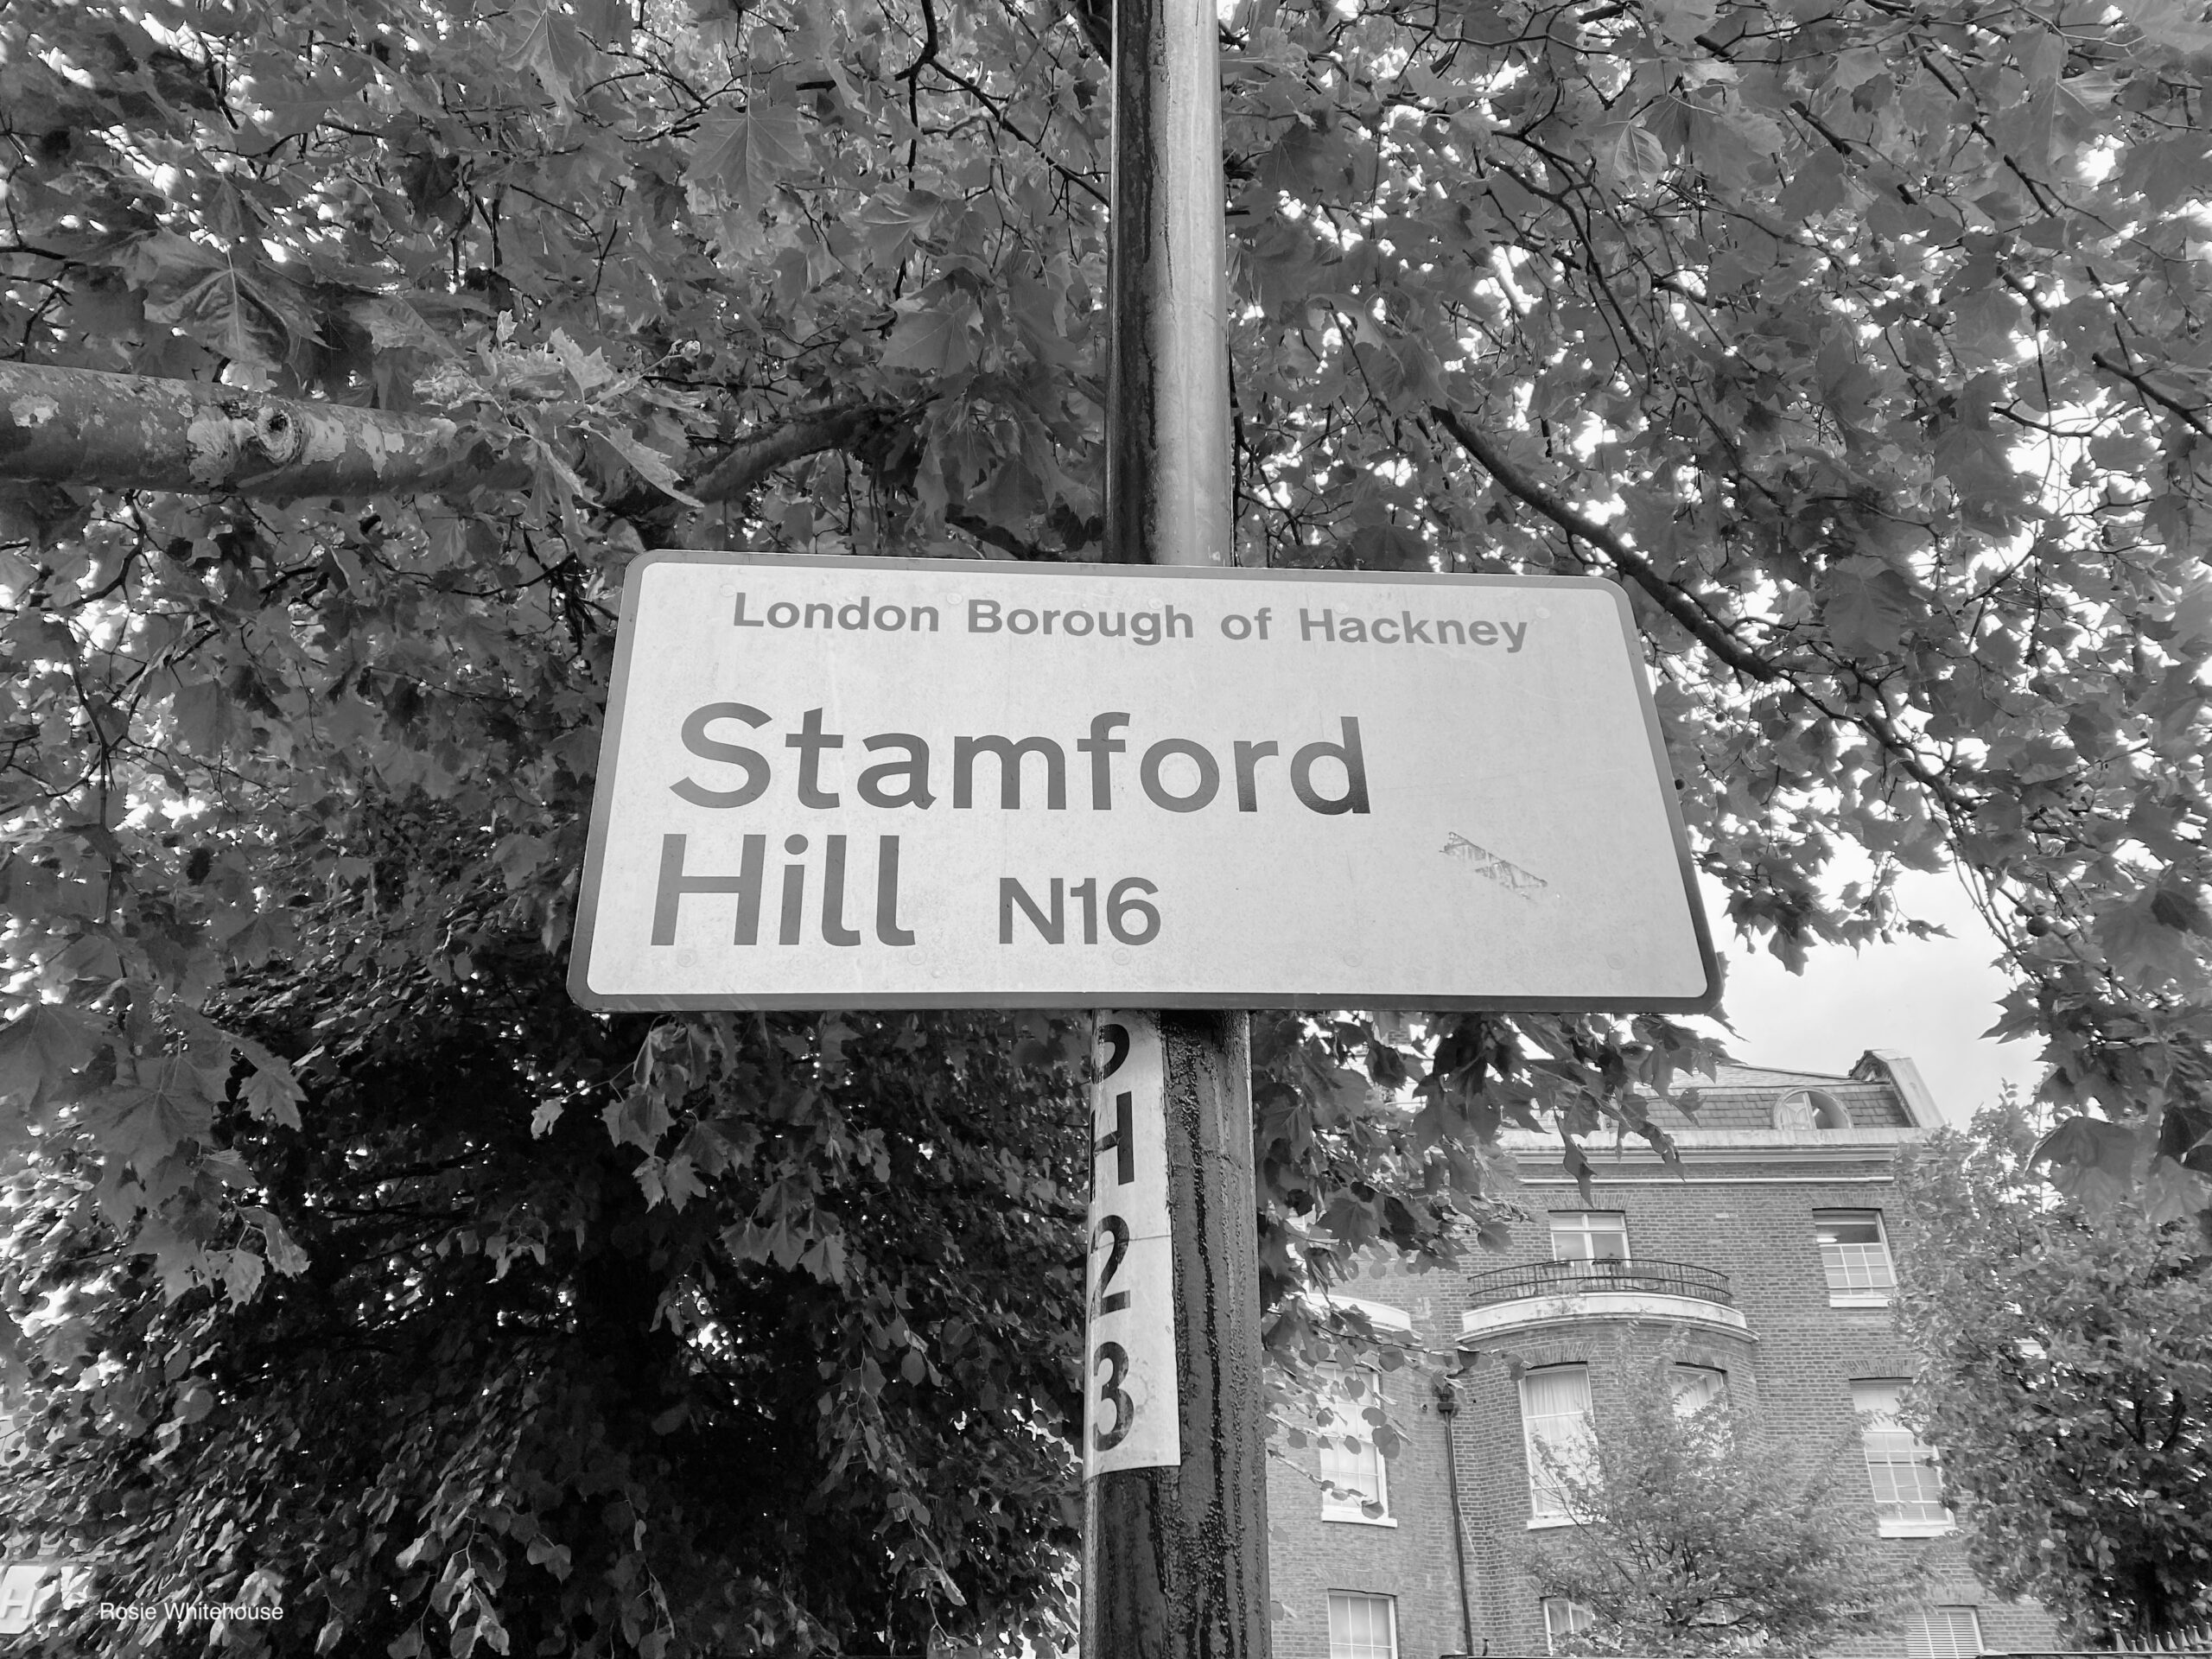 London Borough of Hackney
Stamford
Hill N16
H
2
3
Rosie Whitehouse